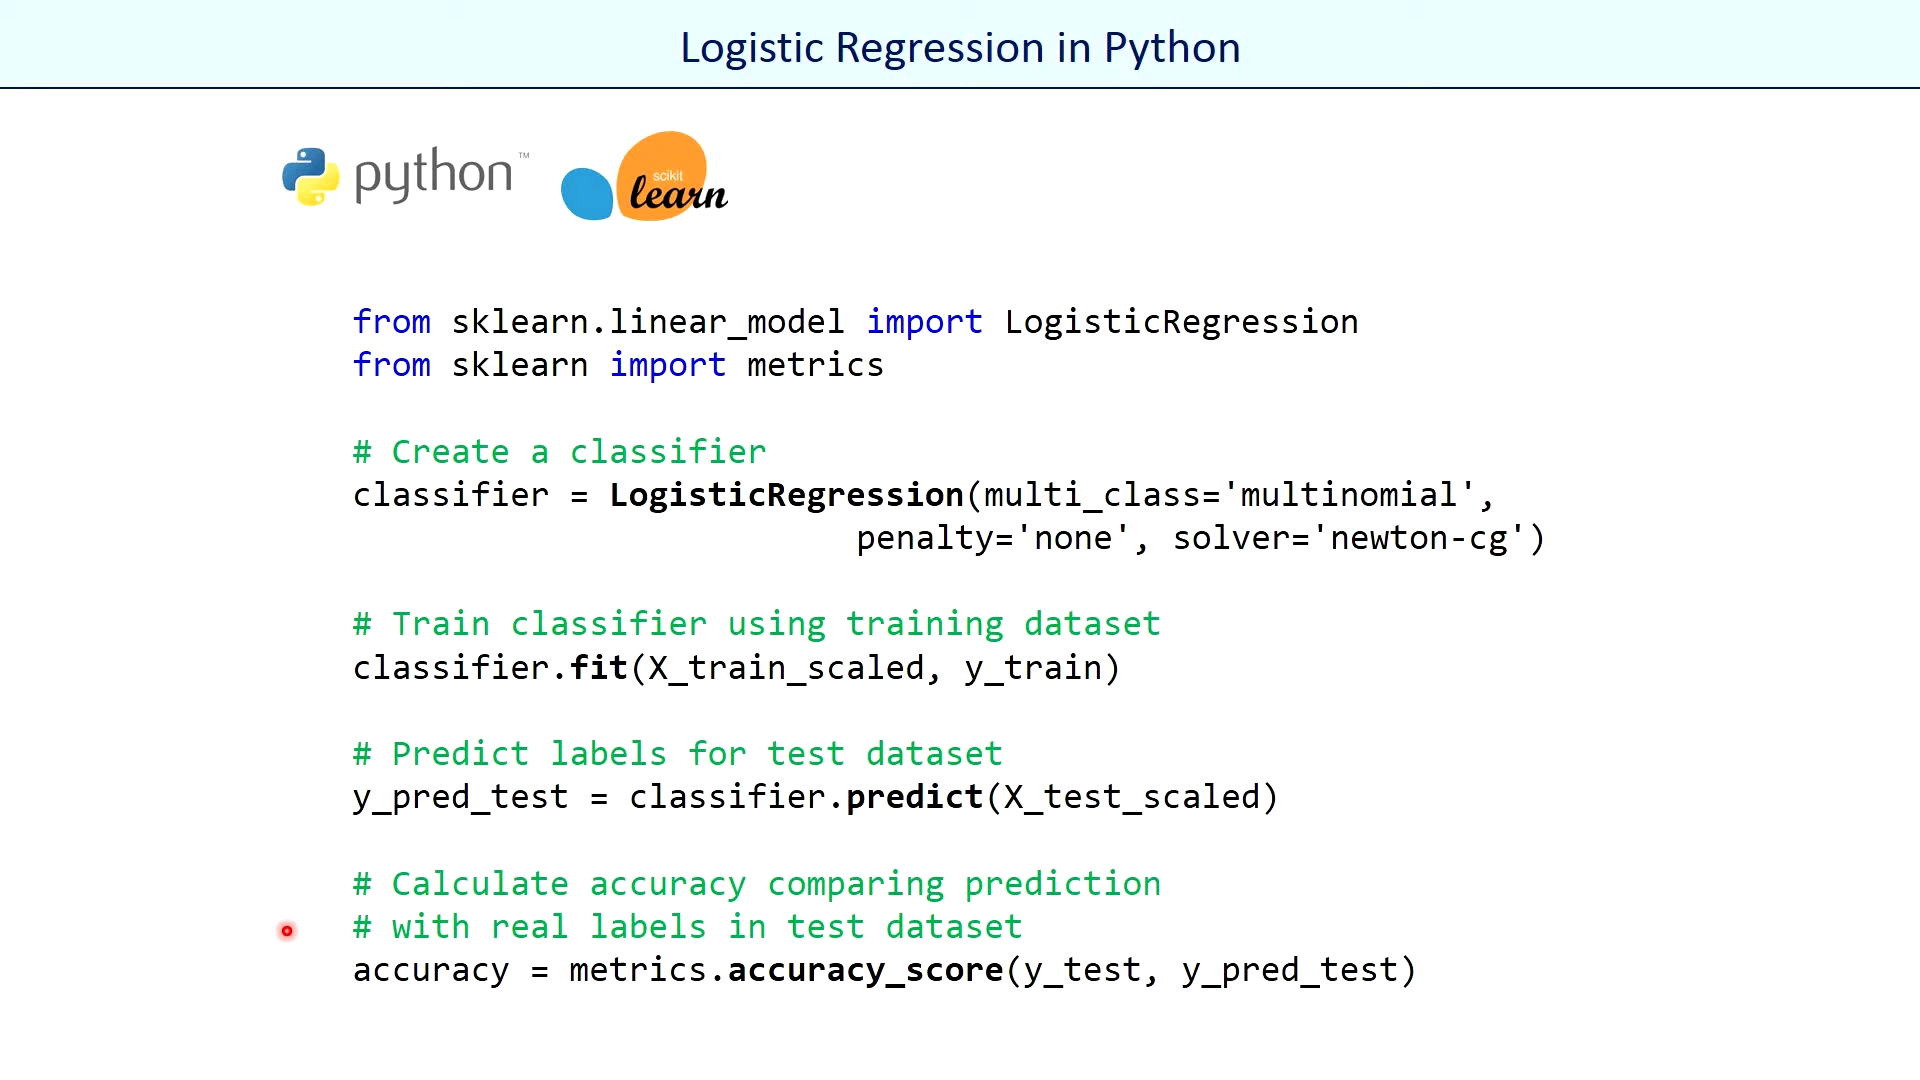 Logistic Regression in Python
python™
scikit
learn
from sklearn.linear_model import LogisticRegression
from sklearn import metrics
# Create a classifier
classifier = LogisticRegression(multi_class='multinomial',
penalty='none', solver='newton-cg')
# Train classifier using training dataset
classifier.fit(X_train_scaled, y_train)
# Predict labels for test dataset
y_pred_test = classifier.predict(X_test_scaled)
# Calculate accuracy comparing prediction
# with real labels in test dataset
accuracy = metrics.accuracy_score(y_test, y_pred_test)